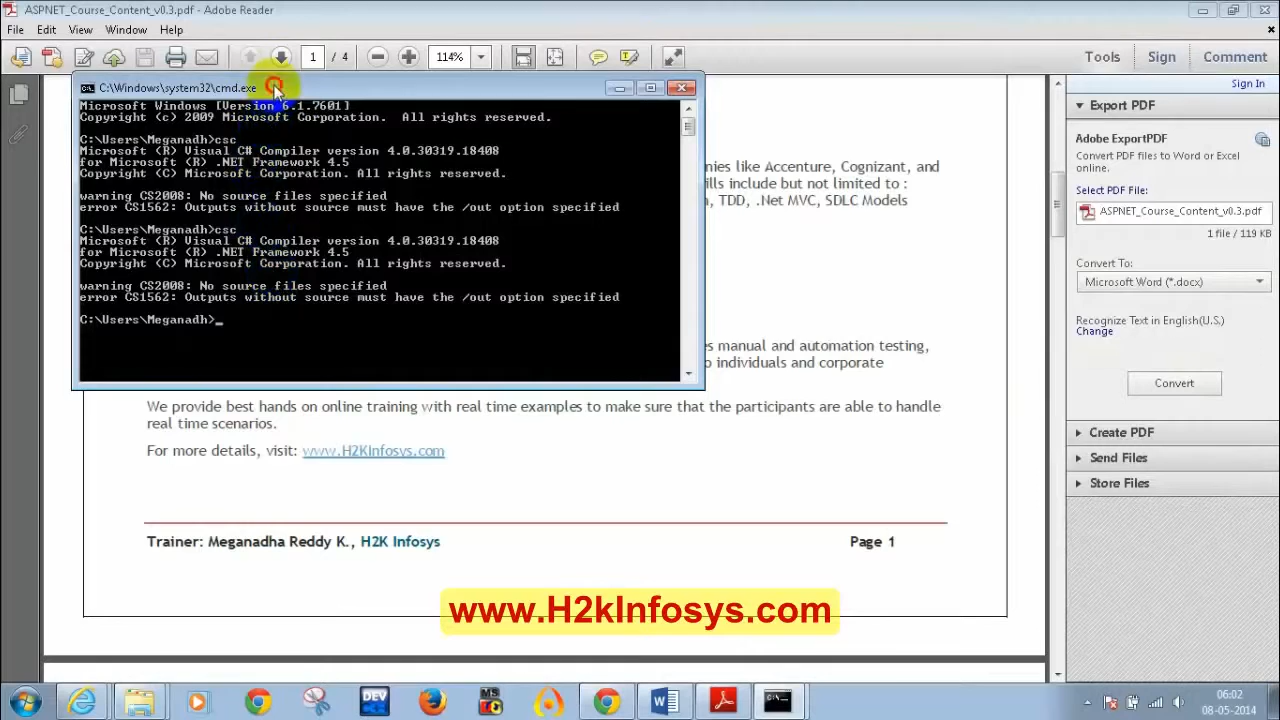 ASPNET_Course_Content_v0.3.pdf - Adobe Reader
File Edit View Window Help
1 / 4 114% Tools Sign Comment
C:\Windows\system32\cmd.exe
Microsoft Windows [Version 6.1.7601]
Copyright (c) 2009 Microsoft Corporation. All rights reserved.
C:\Users\Meganadh>csc
Microsoft (R) Visual C# Compiler version 4.0.30319.18408
for Microsoft (R) .NET Framework 4.5
Copyright (C) Microsoft Corporation. All rights reserved.
warning CS2008: No source files specified
error CS1562: Outputs without source must have the /out option specified
C:\Users\Meganadh>csc
Microsoft (R) Visual C# Compiler version 4.0.30319.18408
for Microsoft (R) .NET Framework 4.5
Copyright (C) Microsoft Corporation. All rights reserved.
warning CS2008: No source files specified
error CS1562: Outputs without source must have the /out option specified
C:\Users\Meganadh>_
nies like Accenture, Cognizant, and
ills include but not limited to :
, TDD, .Net MVC, SDLC Models
es manual and automation testing,
o individuals and corporate
We provide best hands on online training with real time examples to make sure that the participants are able to handle
real time scenarios.
For more details, visit: www.H2KInfosys.com
Trainer: Meganadha Reddy K., H2K Infosys Page 1
www.H2kInfosys.com
Sign In
Export PDF
Adobe ExportPDF
Convert PDF files to Word or Excel
online.
Select PDF File:
ASPNET_Course_Content_v0.3.pdf
1 file / 119 KB
Convert To:
Microsoft Word (*.docx)
Recognize Text in English(U.S.)
Change
Convert
Create PDF
Send Files
Store Files
DEV
MS
06:02
08-05-2014